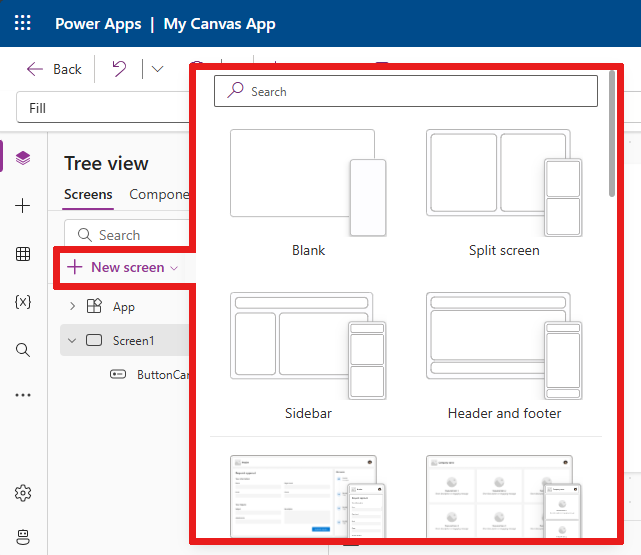 Power Apps | My Canvas App
Back
Fill
Search
Tree view
Screens Compone
Search
New screen
App
Screen1
ButtonCan
Blank
Split screen
Sidebar
Header and footer